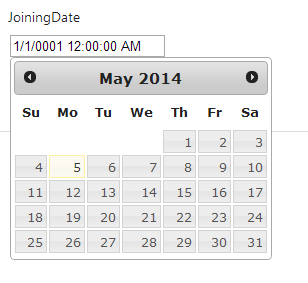 JoiningDate
1/1/0001 12:00:00 AM
May 2014
Su Mo Tu We Th Fr Sa
1 2 3
4 5 6 7 8 9 10
11 12 13 14 15 16 17
18 19 20 21 22 23 24
25 26 27 28 29 30 31